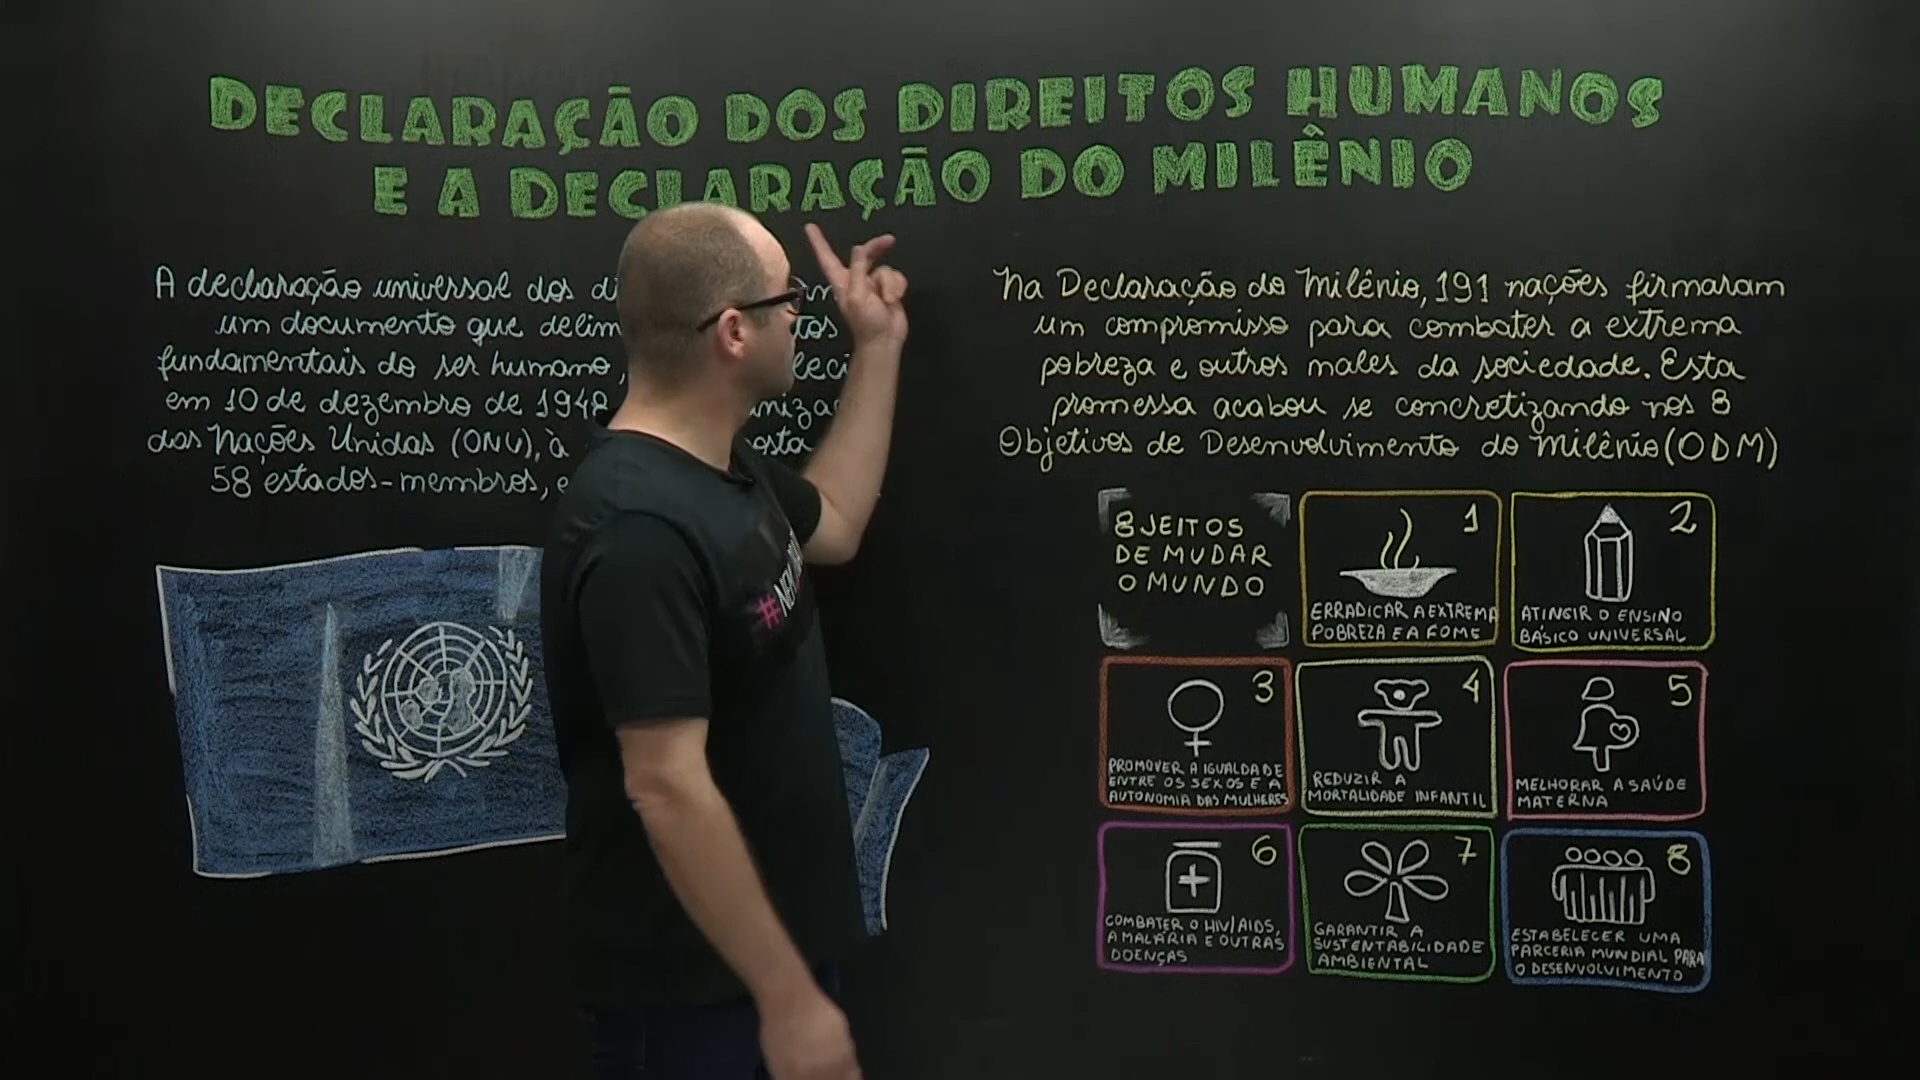 DECLARAÇÃO DOS DIREITOS HUMANOS
E A DECLARAÇÃO DO MILÊNIO
A declaração universal dos
um documento que
fundamentais do ser humano,
em 10 de dezembro de 1948
das Nações Unidas (ONU), à
58 estados-membros,
Na Declaração do Milênio, 191 nações firmaram
um compromisso para combater a extrema
pobreza e outros males da sociedade. Esta
promessa acabou se concretizando nos 8
Objetivos de Desenvolvimento do Milênio (ODM)
8 JEITOS
DE MUDAR
O MUNDO
1
ERRADICAR A EXTREMA
POBREZA E A FOME
2
ATINGIR O ENSINO
BÁSICO UNIVERSAL
3
PROMOVER A IGUALDADE
ENTRE OS SEXOS E A
AUTONOMIA DAS MULHERES
4
REDUZIR A
MORTALIDADE INFANTIL
5
MELHORAR A SAÚDE
MATERNA
6
COMBATER O HIV/AIDS,
A MALÁRIA E OUTRAS
DOENÇAS
7
GARANTIR A
SUSTENTABILIDADE
AMBIENTAL
8
ESTABELECER UMA
PARCERIA MUNDIAL PARA
O DESENVOLVIMENTO